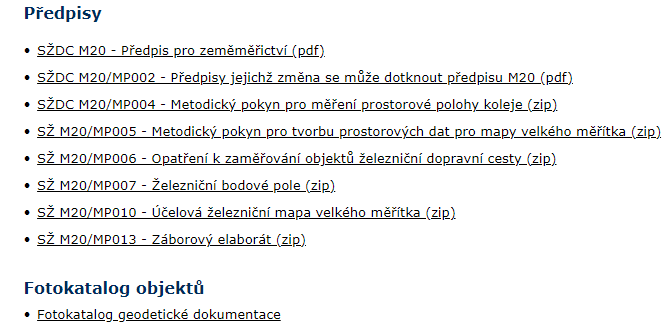 Předpisy
• SŽDC M20 - Předpis pro zeměměřictví (pdf)
• SŽDC M20/MP002 - Předpisy jejichž změna se může dotknout předpisu M20 (pdf)
• SŽDC M20/MP004 - Metodický pokyn pro měření prostorové polohy koleje (zip)
• SŽ M20/MP005 - Metodický pokyn pro tvorbu prostorových dat pro mapy velkého měřítka (zip)
• SŽ M20/MP006 - Opatření k zaměřování objektů železniční dopravní cesty (zip)
• SŽ M20/MP007 - Železniční bodové pole (zip)
• SŽ M20/MP010 - Účelová železniční mapa velkého měřítka (zip)
• SŽ M20/MP013 - Záborový elaborát (zip)
Fotokatalog objektů
• Fotokatalog geodetické dokumentace